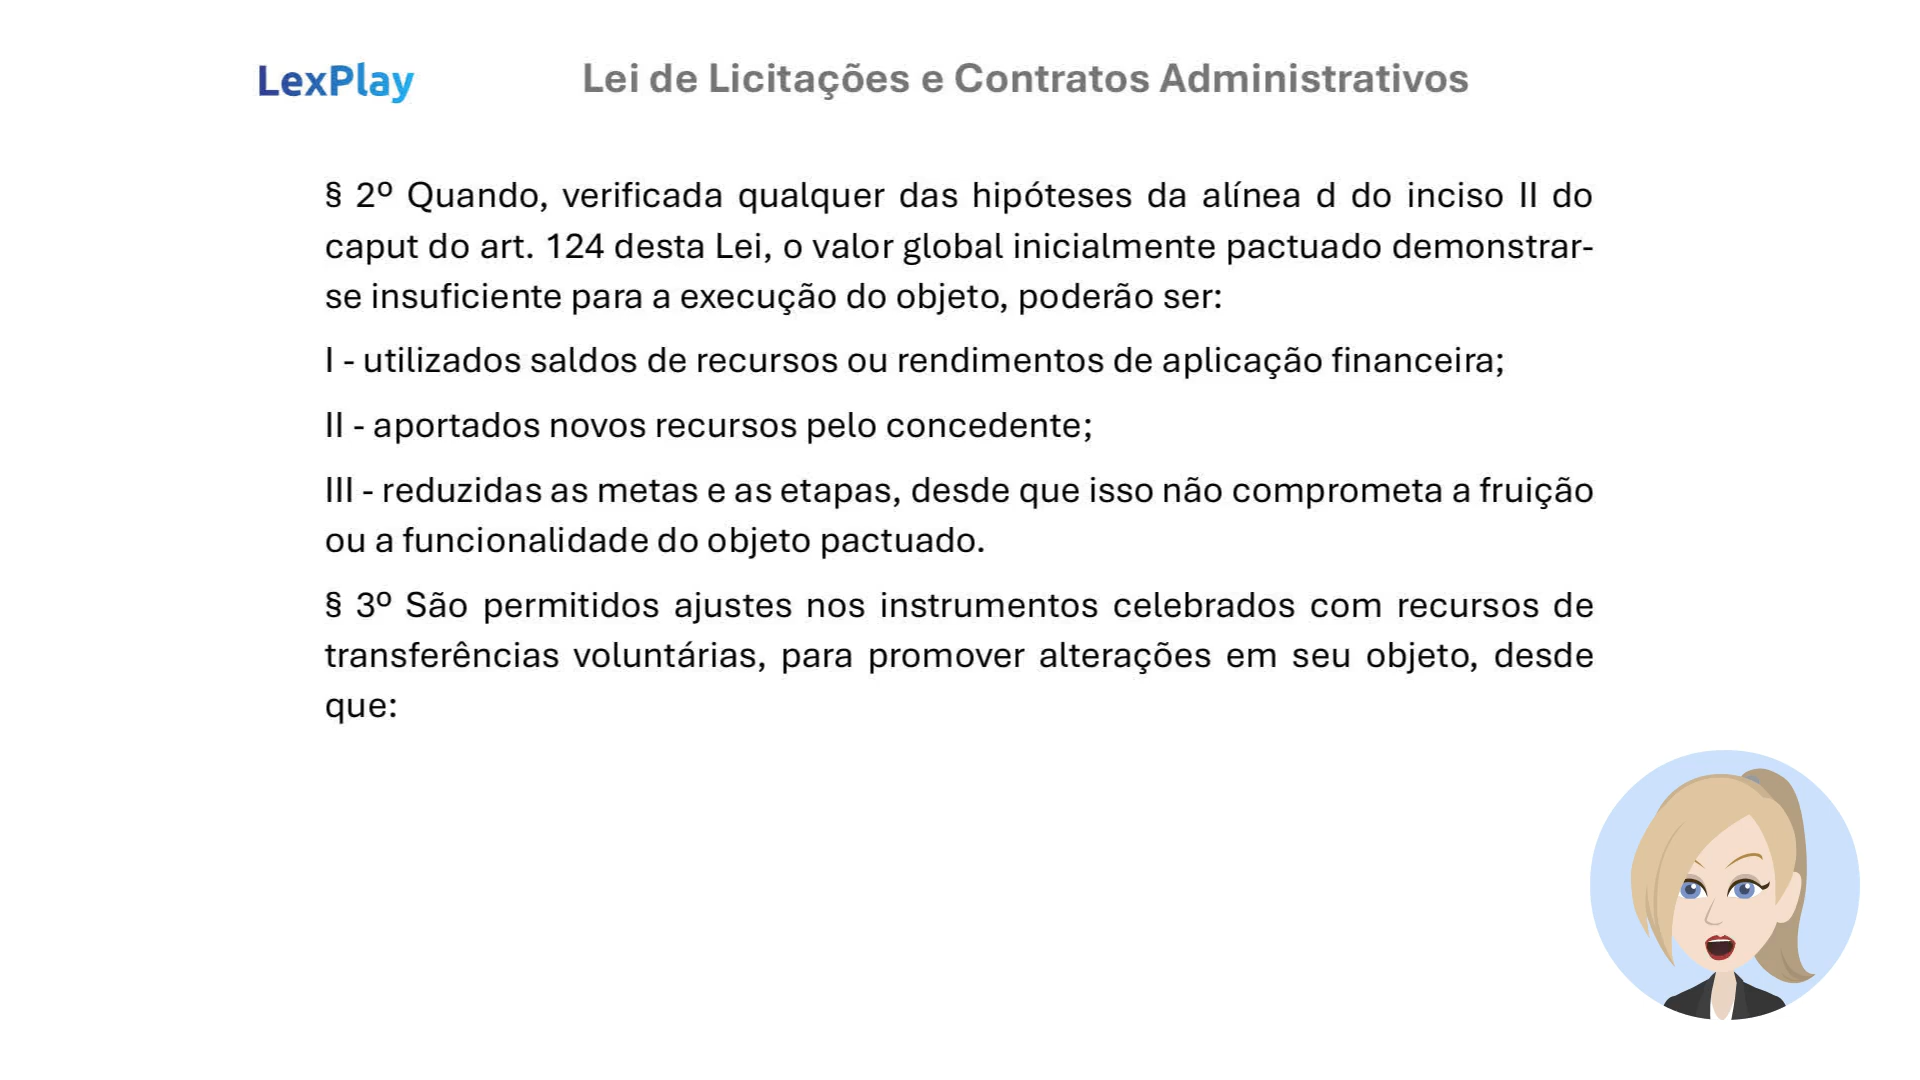 LexPlay
Lei de Licitações e Contratos Administrativos
§ 2º Quando, verificada qualquer das hipóteses da alínea d do inciso II do
caput do art. 124 desta Lei, o valor global inicialmente pactuado demonstrar-
se insuficiente para a execução do objeto, poderão ser:
I - utilizados saldos de recursos ou rendimentos de aplicação financeira;
II - aportados novos recursos pelo concedente;
III - reduzidas as metas e as etapas, desde que isso não comprometa a fruição
ou a funcionalidade do objeto pactuado.
§ 3º São permitidos ajustes nos instrumentos celebrados com recursos de
transferências voluntárias, para promover alterações em seu objeto, desde
que: